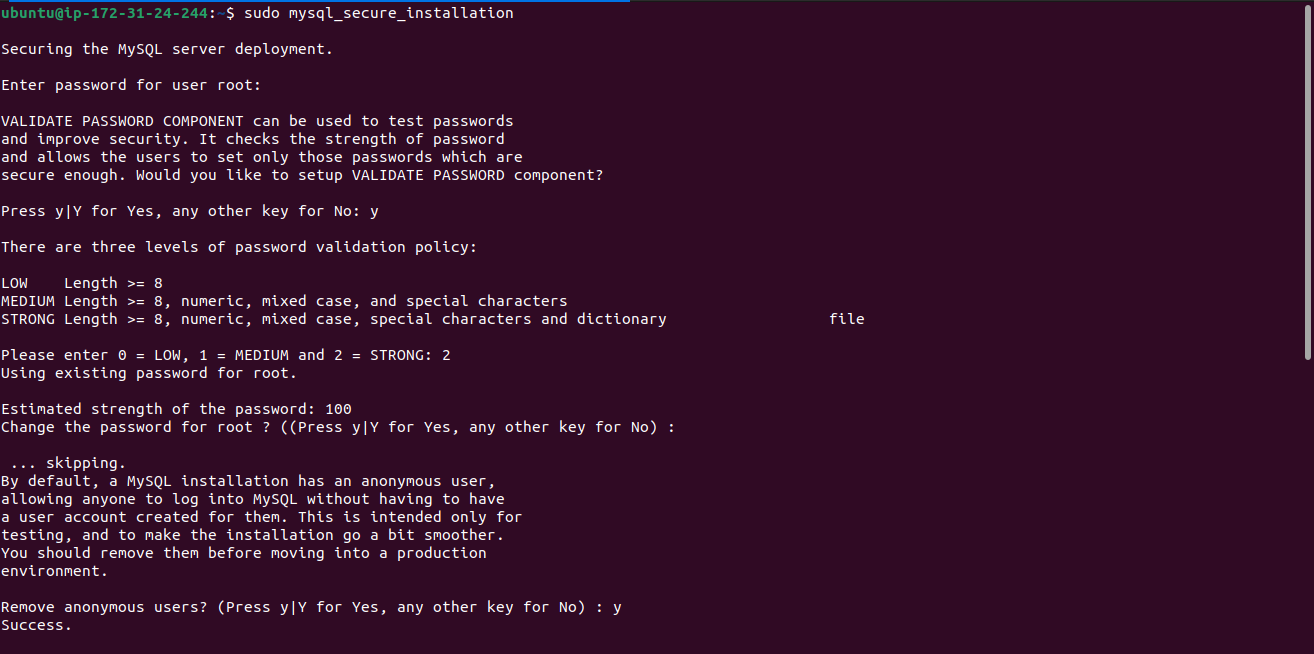 ubuntu@ip-172-31-24-244:~$ sudo mysql_secure_installation
Securing the MySQL server deployment.
Enter password for user root:
VALIDATE PASSWORD COMPONENT can be used to test passwords
and improve security. It checks the strength of password
and allows the users to set only those passwords which are
secure enough. Would you like to setup VALIDATE PASSWORD component?
Press y|Y for Yes, any other key for No: y
There are three levels of password validation policy:
LOW    Length >= 8
MEDIUM Length >= 8, numeric, mixed case, and special characters
STRONG Length >= 8, numeric, mixed case, special characters and dictionary                  file
Please enter 0 = LOW, 1 = MEDIUM and 2 = STRONG: 2
Using existing password for root.
Estimated strength of the password: 100
Change the password for root ? ((Press y|Y for Yes, any other key for No) :
 ... skipping.
By default, a MySQL installation has an anonymous user,
allowing anyone to log into MySQL without having to have
a user account created for them. This is intended only for
testing, and to make the installation go a bit smoother.
You should remove them before moving into a production
environment.
Remove anonymous users? (Press y|Y for Yes, any other key for No) : y
Success.